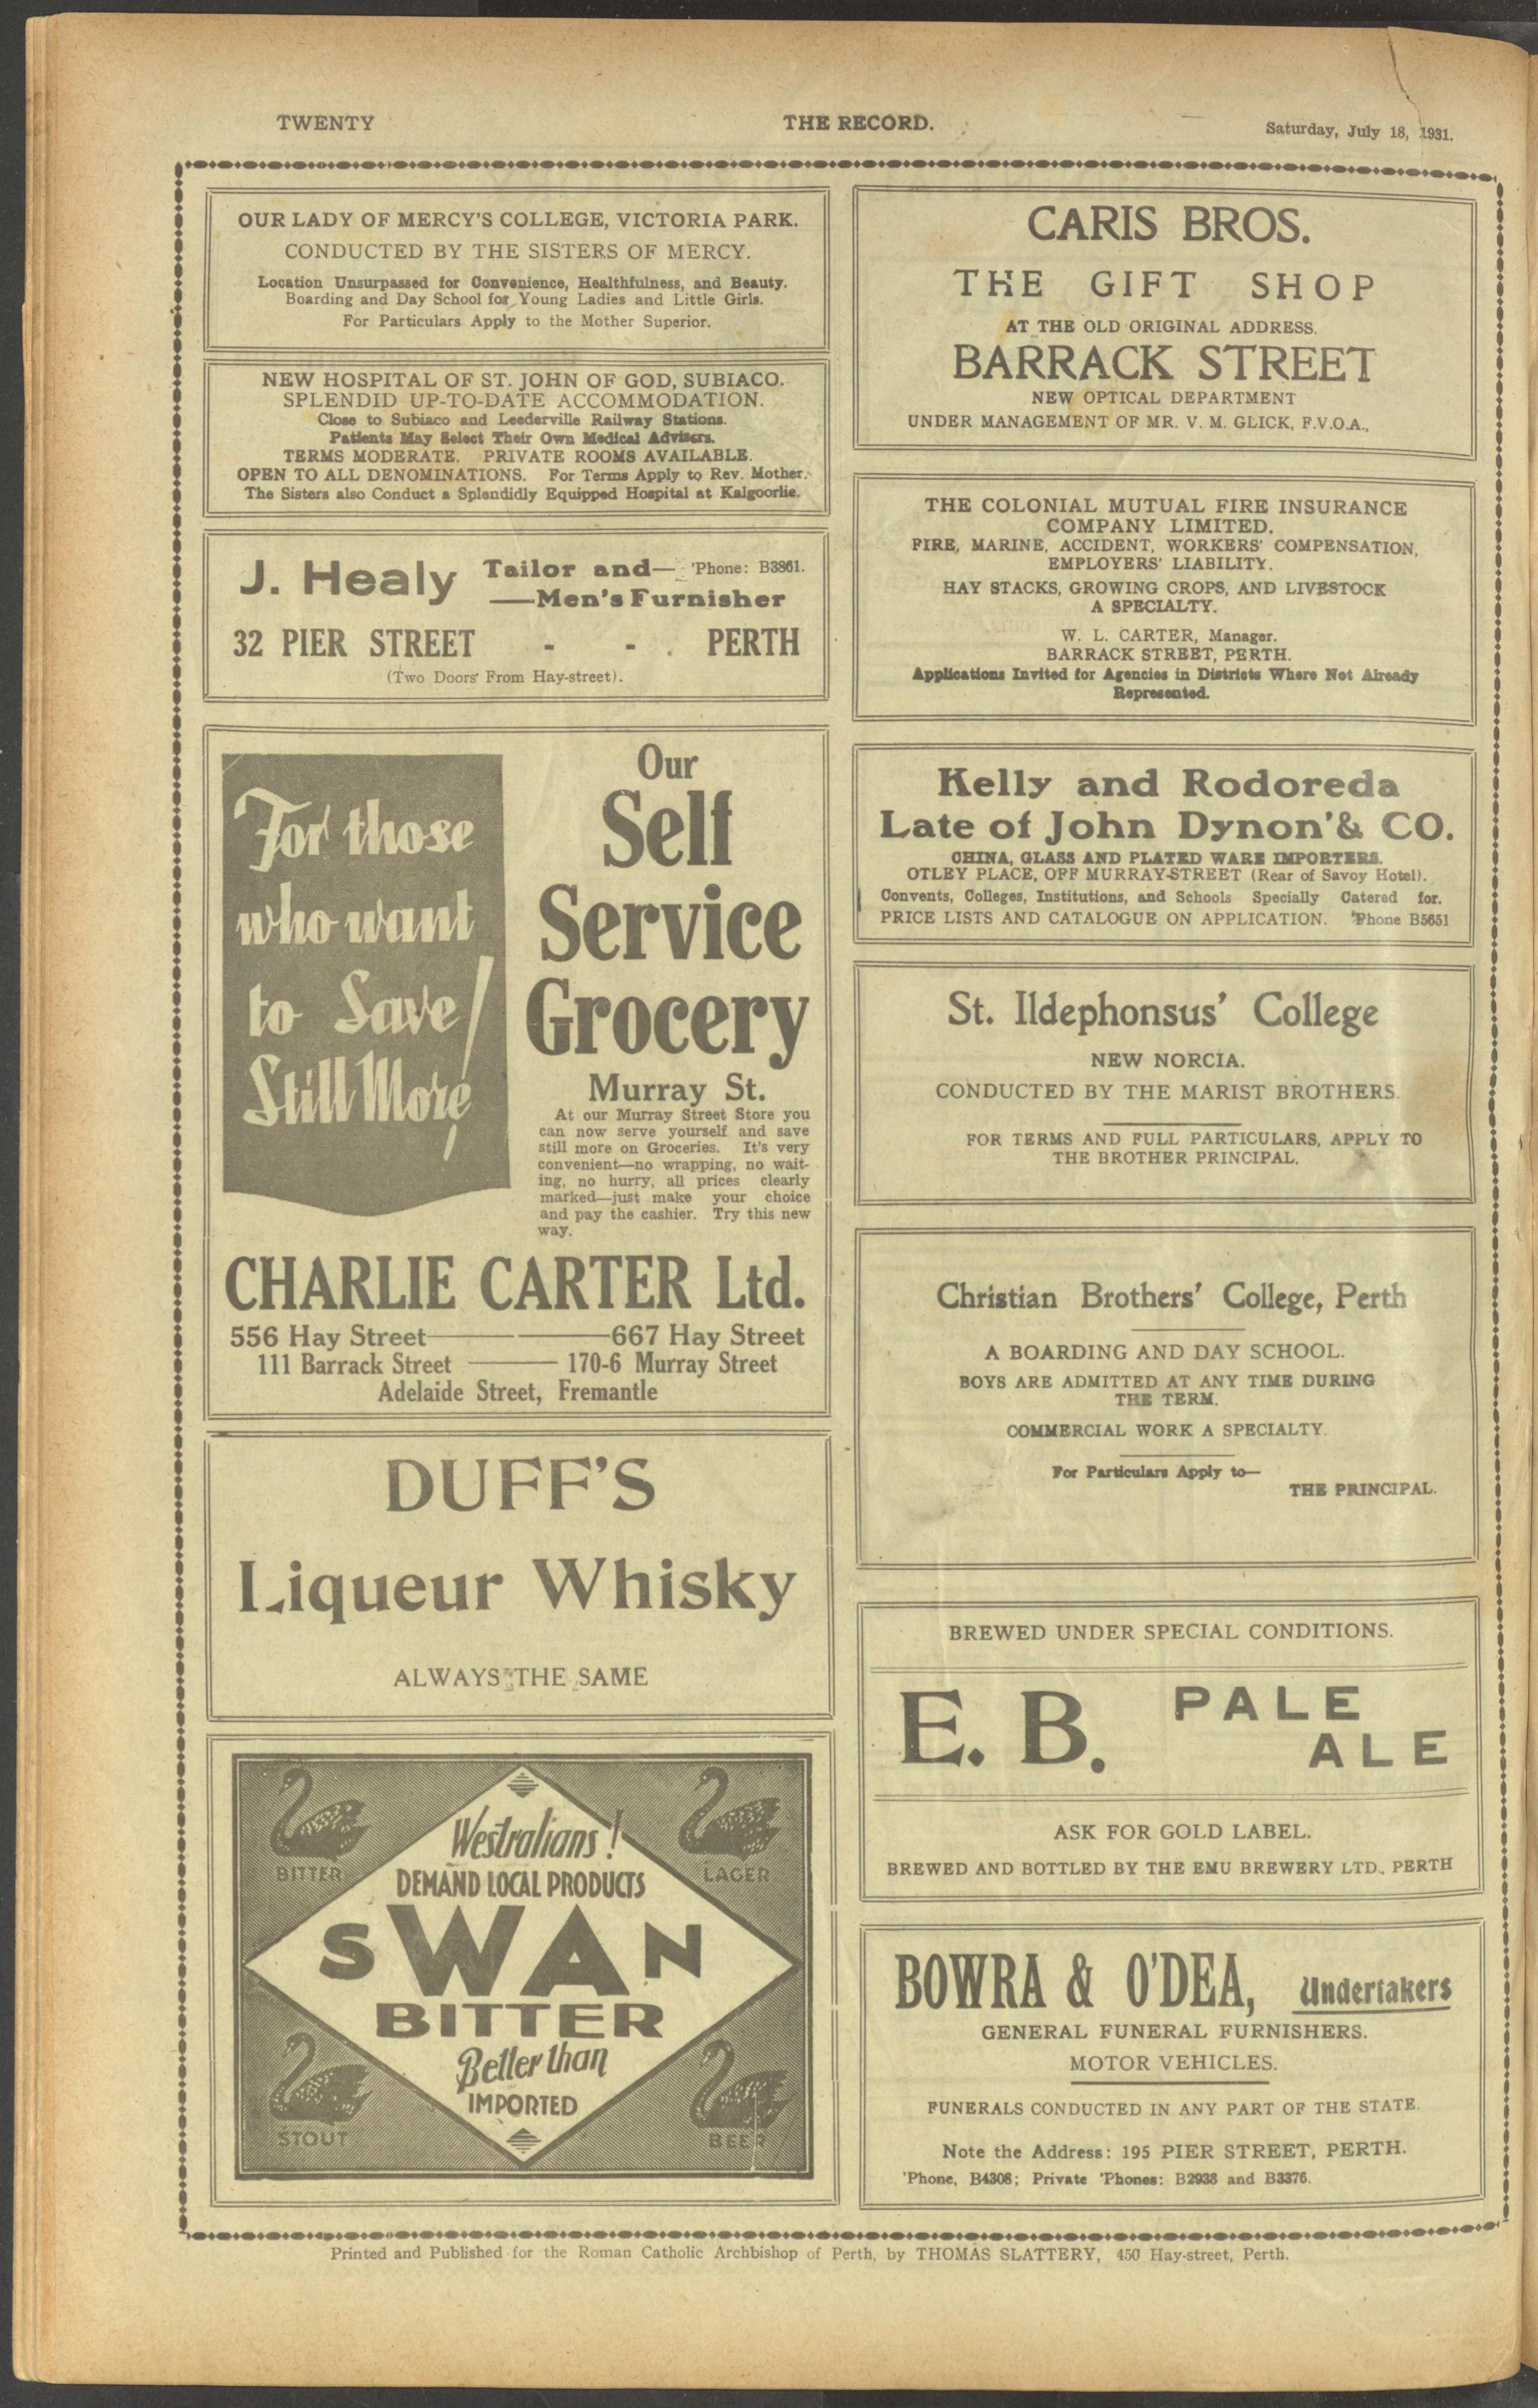 TWENTY
THE RECORD.
Saturday, July 18, 1931.
OUR LADY OF MERCY'S COLLEGE, VICTORIA PARK.
CONDUCTED BY THE SISTERS OF MERCY.
Location Unsurpassed for Convenience, Healthfulness, and Beauty.
Boarding and Day School for Young Ladies and Little Girls.
For Particulars Apply to the Mother Superior.
NEW HOSPITAL OF ST. JOHN OF GOD, SUBIACO.
SPLENDID UP-TO-DATE ACCOMMODATION.
Close to Subiaco and Leederville Railway Stations.
Patients May Select Their Own Medical Advisers.
TERMS MODERATE. PRIVATE ROOMS AVAILABLE.
OPEN TO ALL DENOMINATIONS. For Terms Apply to Rev. Mother.
The Sisters also Conduct a Splendidly Equipped Hospital at Kalgoorlie.
J. Healy Tailor and— 'Phone: B3861.
—Men's Furnisher
32 PIER STREET - - . PERTH
(Two Doors From Hay-street).
For those
who want
to Save!
Still More,
Our
Self
Service
Grocery
Murray St.
At our Murray Street Store you
can now serve yourself and save
still more on Groceries. It's very
convenient—no wrapping, no wait-
ing, no hurry, all prices clearly
marked—just make your choice
and pay the cashier. Try this new
way.
CHARLIE CARTER Ltd.
556 Hay Street——— ———667 Hay Street
111 Barrack Street ——— 170-6 Murray Street
Adelaide Street, Fremantle
DUFF'S
Liqueur Whisky
ALWAYS THE SAME
BITTER
LAGER
Westralians!
DEMAND LOCAL PRODUCTS
SWAN
BITTER
Better than
IMPORTED
STOUT
BEER
CARIS BROS.
THE GIFT SHOP
AT THE OLD ORIGINAL ADDRESS.
BARRACK STREET
NEW OPTICAL DEPARTMENT
UNDER MANAGEMENT OF MR. V. M. GLICK, F.V.O.A.,
THE COLONIAL MUTUAL FIRE INSURANCE
COMPANY LIMITED.
FIRE, MARINE, ACCIDENT, WORKERS' COMPENSATION,
EMPLOYERS' LIABILITY.
HAY STACKS, GROWING CROPS, AND LIVESTOCK
A SPECIALTY.
W. L. CARTER, Manager.
BARRACK STREET, PERTH.
Applications Invited for Agencies in Districts Where Not Already
Represented.
Kelly and Rodoreda
Late of John Dynon'& CO.
CHINA, GLASS AND PLATED WARE IMPORTERS.
OTLEY PLACE, OFF MURRAY-STREET (Rear of Savoy Hotel).
Convents, Colleges, Institutions, and Schools Specially Catered for.
PRICE LISTS AND CATALOGUE ON APPLICATION. 'Phone B5651
St. Ildephonsus' College
NEW NORCIA.
CONDUCTED BY THE MARIST BROTHERS.
FOR TERMS AND FULL PARTICULARS, APPLY TO
THE BROTHER PRINCIPAL.
Christian Brothers' College, Perth
A BOARDING AND DAY SCHOOL.
BOYS ARE ADMITTED AT ANY TIME DURING
THE TERM.
COMMERCIAL WORK A SPECIALTY.
For Particulars Apply to—
THE PRINCIPAL.
BREWED UNDER SPECIAL CONDITIONS.
E. B. PALE
ALE
ASK FOR GOLD LABEL.
BREWED AND BOTTLED BY THE EMU BREWERY LTD., PERTH
BOWRA & O'DEA, Undertakers
GENERAL FUNERAL FURNISHERS.
MOTOR VEHICLES.
FUNERALS CONDUCTED IN ANY PART OF THE STATE.
Note the Address: 195 PIER STREET, PERTH.
'Phone, B4308; Private 'Phones: B2938 and B3376.
Printed and Published for the Roman Catholic Archbishop of Perth, by THOMAS SLATTERY, 450 Hay-street, Perth.